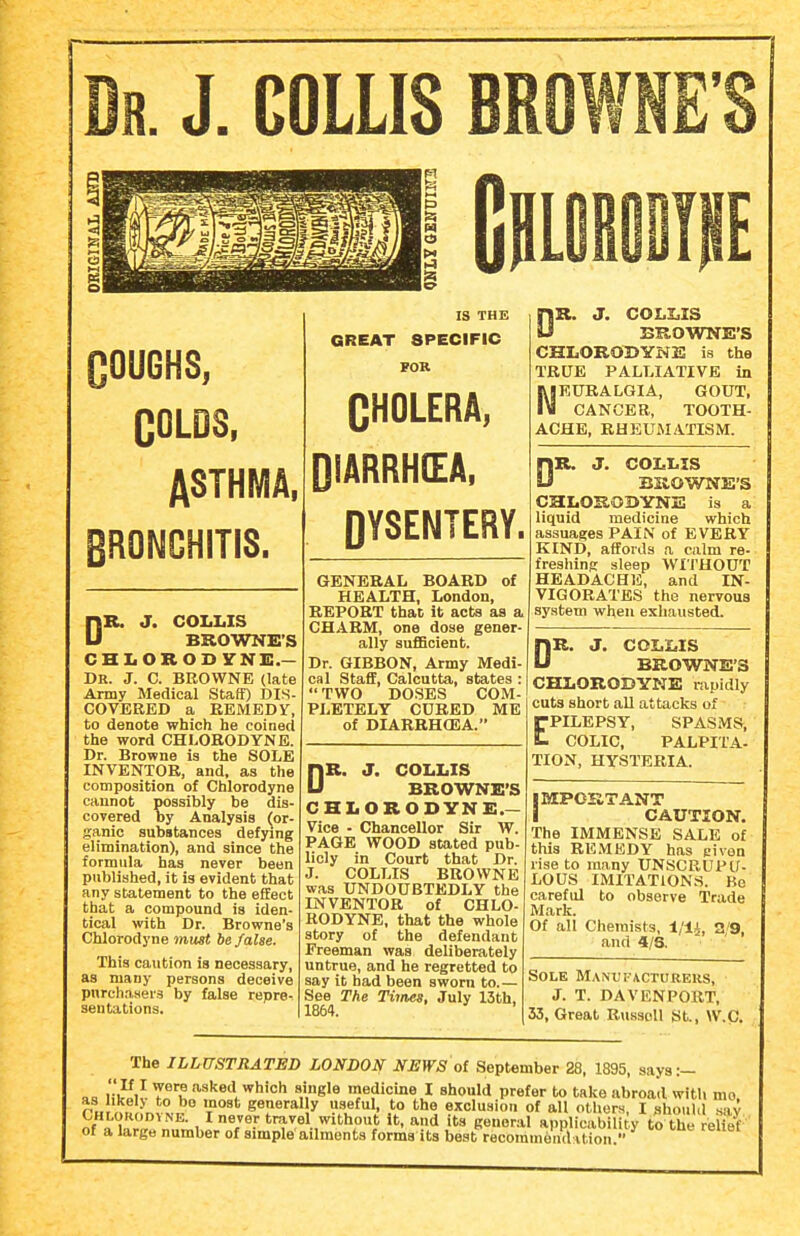 DR. J. COLLIS BROWNE'S
ORIGINAL AND
ONLY GENUINE
CHLORODYNE
COUGHS,
COLDS,
ASTHMA,
BRONCHITIS.
DR. J. COLLIS
BROWNE'S
CHLORODYNE.—
DR. J. C. BROWNE (late
Army Medical Staff) DIS-
COVERED a REMEDY,
to denote which he coined
the word CHLORODYNE.
Dr. Browne is the SOLE
INVENTOR, and, as the
composition of Chlorodyne
cannot possibly be dis-
covered by Analysis (or-
ganic substances defying
elimination), and since the
formula has never been
published, it is evident that
any statement to the effect
that a compound is iden-
tical with Dr. Browne's
Chlorodyne must be false.
This caution is necessary,
as many persons deceive
purchasers by false repre-
sentations.
IS THE
GREAT SPECIFIC
FOR
CHOLERA,
DIARRHŒA,
DYSENTERY.
GENERAL BOARD of
HEALTH, London,
REPORT that it acts as a
CHARM, one dose gener-
ally sufficient.
Dr. GIBBON, Army Medi-
cal Staff, Calcutta, states :
"TWO DOSES COM-
PLETELY CURED ME
of DIARRHŒA."
DR. J. COLLIS
BROWNE'S
CHLORODYNE.—
Vice - Chancellor Sir W.
PAGE WOOD stated pub-
licly in Court that Dr.
J. COLLIS BROWNE
was UNDOUBTEDLY the
INVENTOR of CHLO-
RODYNE, that the whole
story of the defendant
Freeman was deliberately
untrue, and he regretted to
say it had been sworn to.—
See The Times, July 13th,
1864.
DR. J. COLLIS
BROWNE'S
CHLORODYNE is the
TRUE PALLIATIVE in
NEURALGIA, GOUT,
CANCER, TOOTH-
ACHE, RHEUMATISM.
DR. J. COLLIS
BROWNE'S
CHLORODYNE is a
liquid medicine which
assuages PAIN of EVERY
KIND, affords a calm re-
freshing sleep WITHOUT
HEADACHE, and IN-
VIGORATES the nervous
system when exhausted.
DR. J. COLLIS
BROWNE'S
CHLORODYNE rapidly
cuts short all attacks of
EPILEPSY, SPASMS,
COLIC, PALPITA-
TION, HYSTERIA.
IMPORTANT
CAUTION.
The IMMENSE SALE of
this REMEDY has given
rise to many UNSCRUPU-
LOUS IMITATIONS. Be
careful to observe Trade
Mark.
Of all Chemists, 1/1½, 2/9,
and 4/6.
SOLE MANUFACTURERS,
J. T. DAVENPORT,
33, Great Russell St., W.C.
The ILLUSTRATED LONDON NEWS of September 28, 1895, says:—
"If I were asked which single medicine I should prefer to take abroad with me,
as likely to be most generally useful, to the exclusion of all others, I should say
CHLORODYNE. I never travel without it, and its general applicability to the relief
of a large number of simple ailments forms its best recommendation."